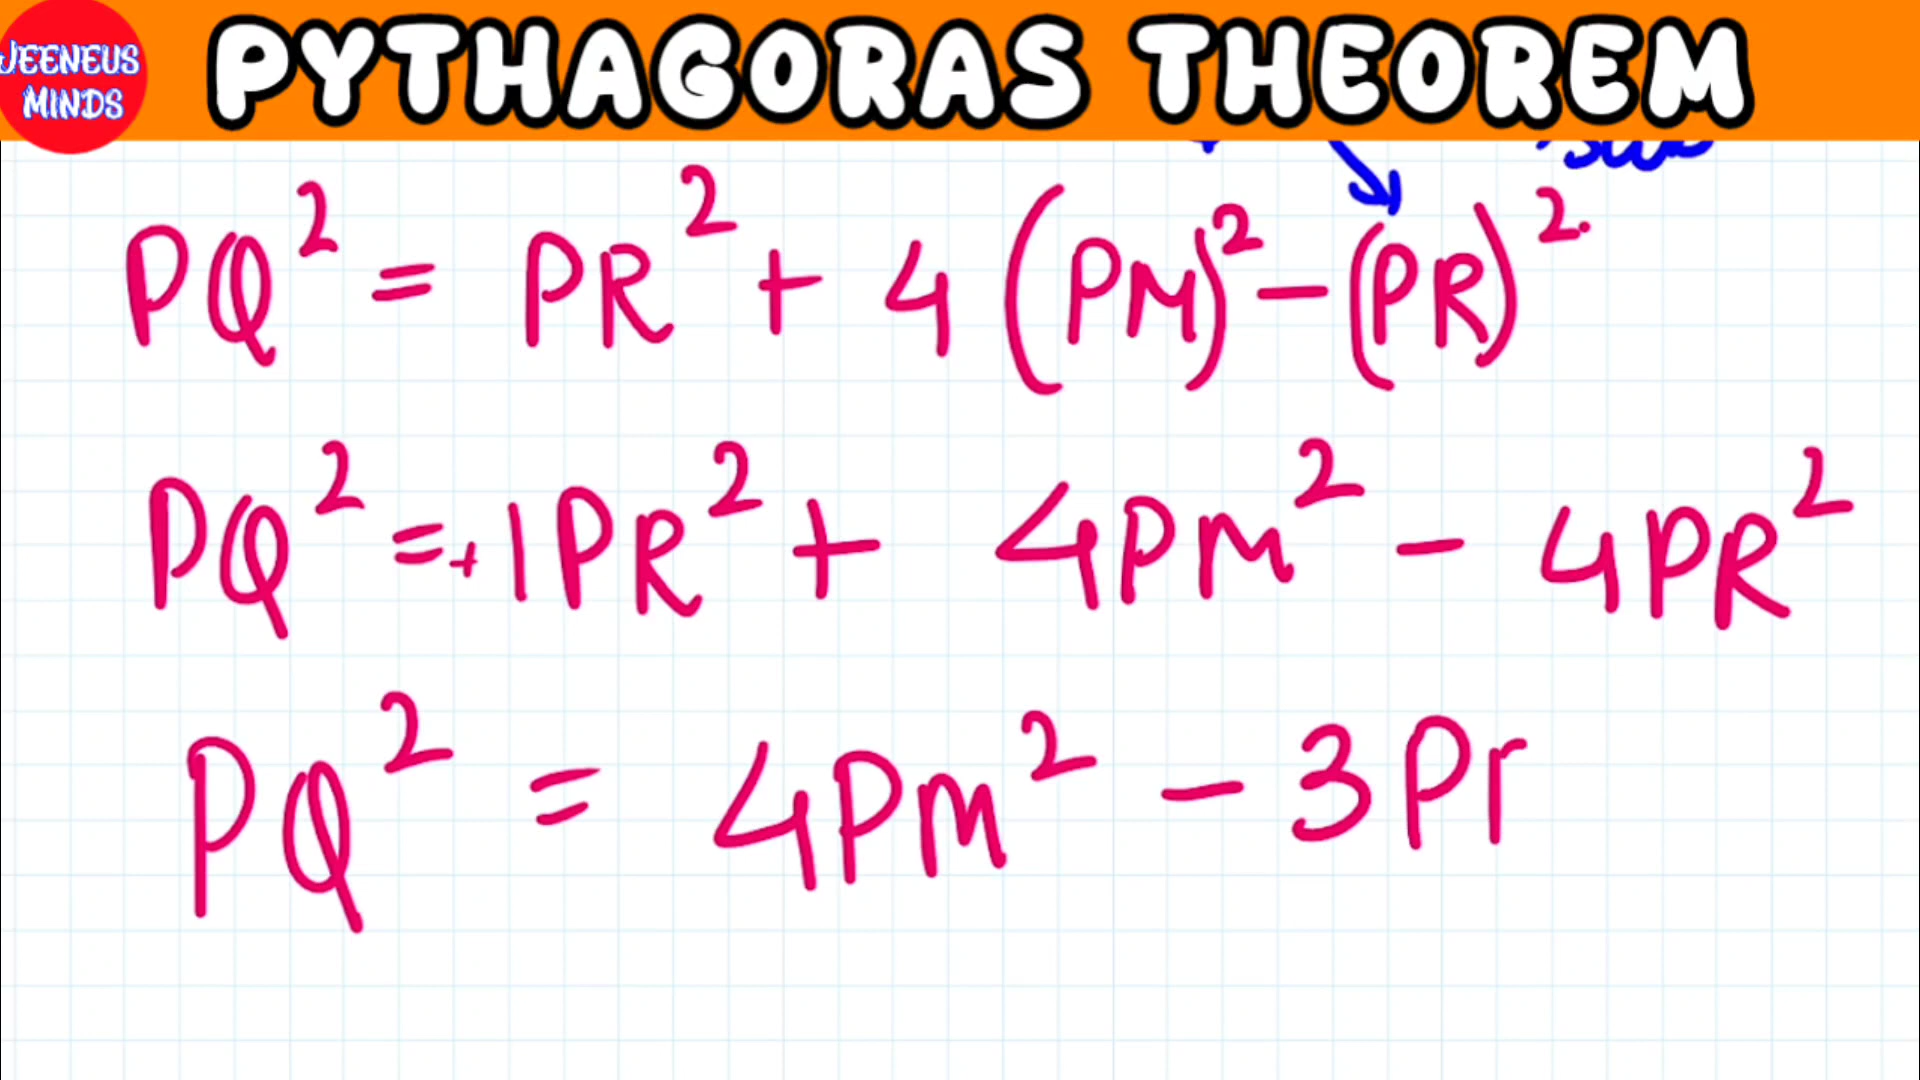 JEENEUS
MINDS
PYTHAGORAS THEOREM
PQ² = PR² + 4(PM)² - (PR)².
PQ² = +1PR² + 4PM² - 4PR²
PQ² = 4PM² - 3Pr